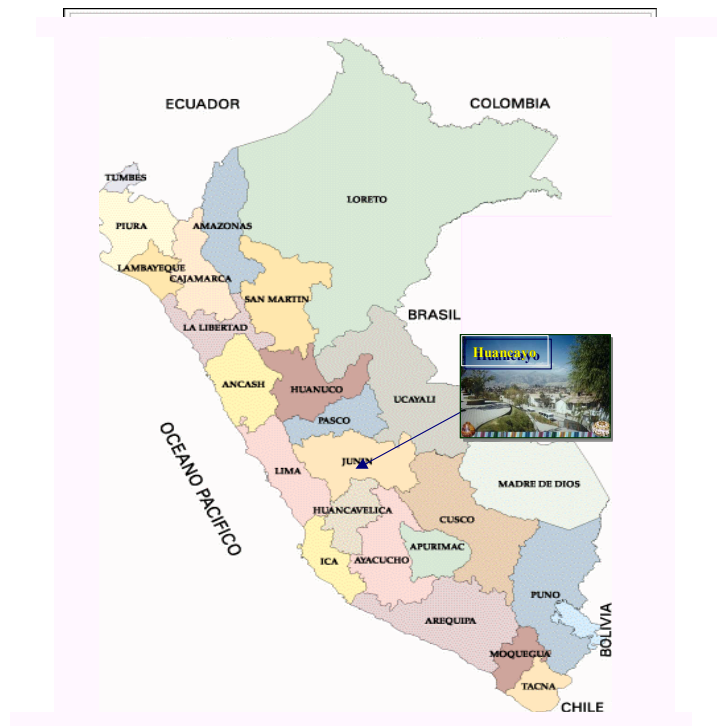 ECUADOR
COLOMBIA
TUMBES
LORETO
PIURA
AMAZONAS
LAMBAYEQUE
CAJAMARCA
SAN MARTIN
BRASIL
LA LIBERTAD
Huancayo
ANCASH
HUANUCO
UCAYALI
PASCO
OCEANO PACIFICO
JUNIN
LIMA
MADRE DE DIOS
HUANCAVELICA
CUSCO
APURIMAC
ICA
AYACUCHO
PUNO
AREQUIPA
BOLIVIA
MOQUEGUA
TACNA
CHILE